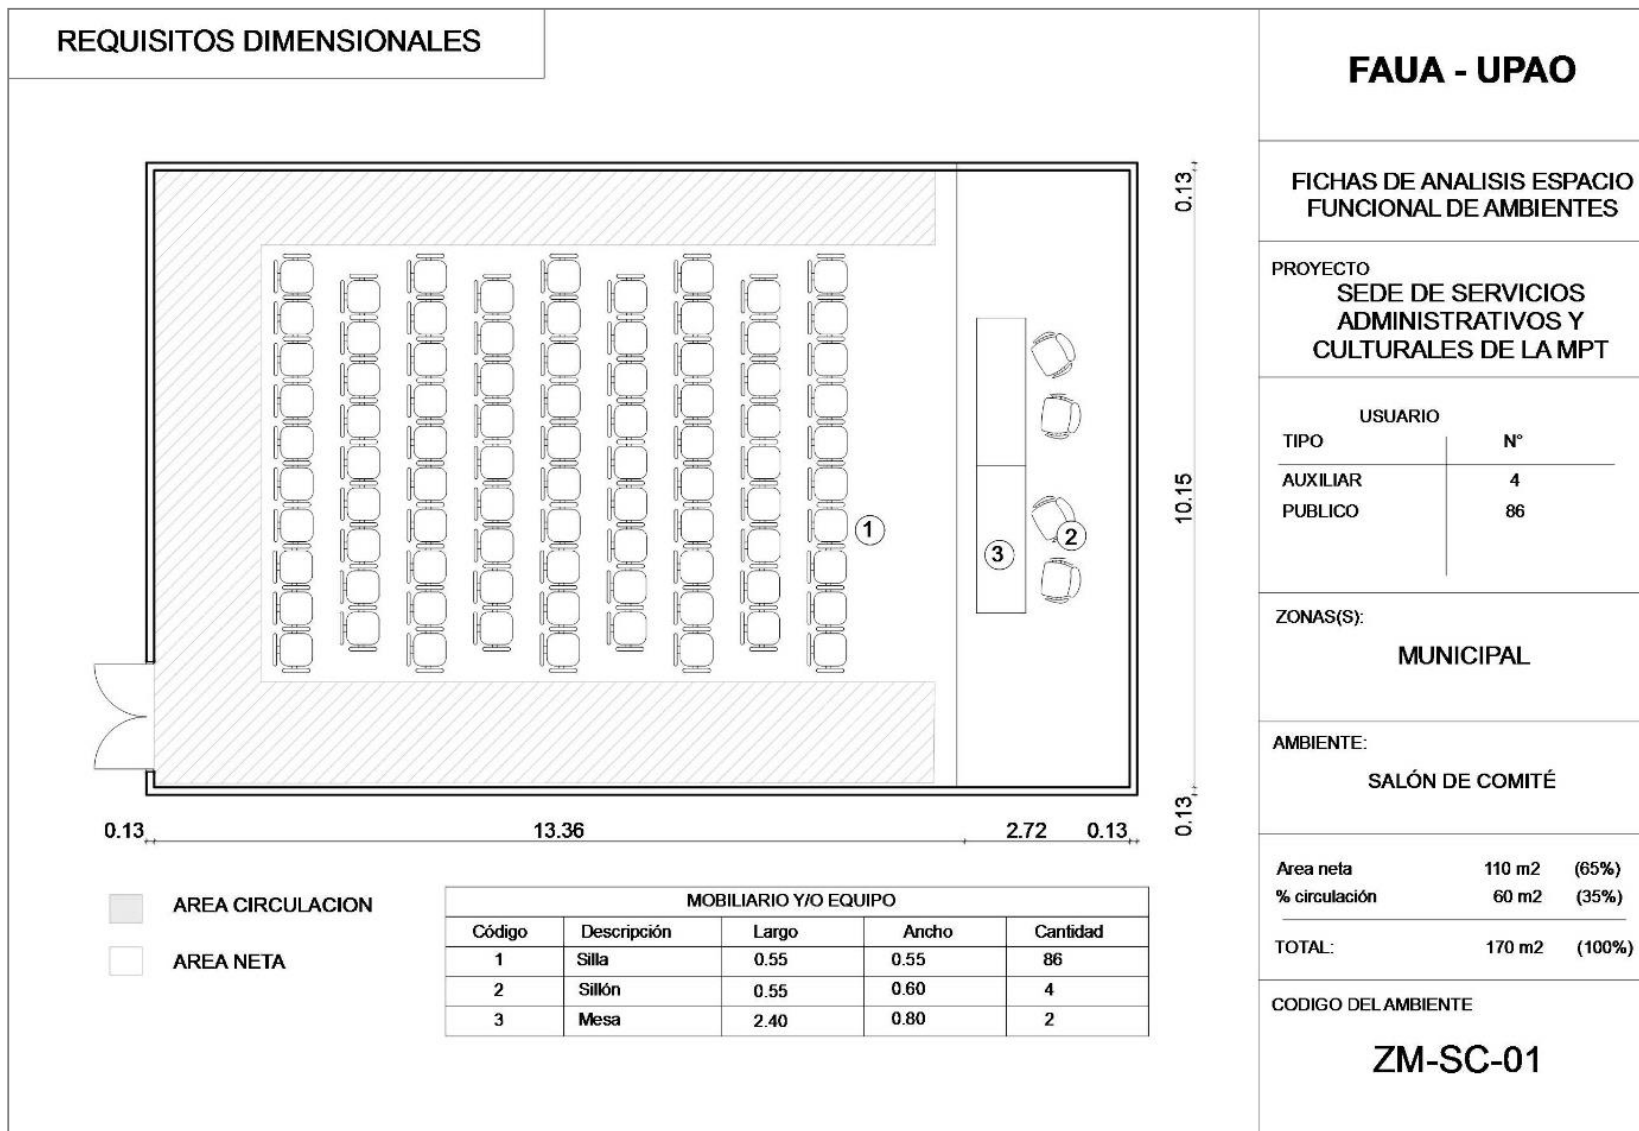 REQUISITOS DIMENSIONALES
0.13
10.15
0.13
1
2
3
0.13
13.36
2.72
0.13
AREA CIRCULACION
AREA NETA
MOBILIARIO Y/O EQUIPO
Código Descripción Largo Ancho Cantidad
1 Silla 0.55 0.55 86
2 Sillón 0.55 0.60 4
3 Mesa 2.40 0.80 2
FAUA - UPAO
FICHAS DE ANALISIS ESPACIO
FUNCIONAL DE AMBIENTES
PROYECTO
SEDE DE SERVICIOS
ADMINISTRATIVOS Y
CULTURALES DE LA MPT
USUARIO
TIPO N°
AUXILIAR 4
PUBLICO 86
ZONAS(S):
MUNICIPAL
AMBIENTE:
SALÓN DE COMITÉ
Area neta 110 m2 (65%)
% circulación 60 m2 (35%)
TOTAL: 170 m2 (100%)
CODIGO DEL AMBIENTE
ZM-SC-01